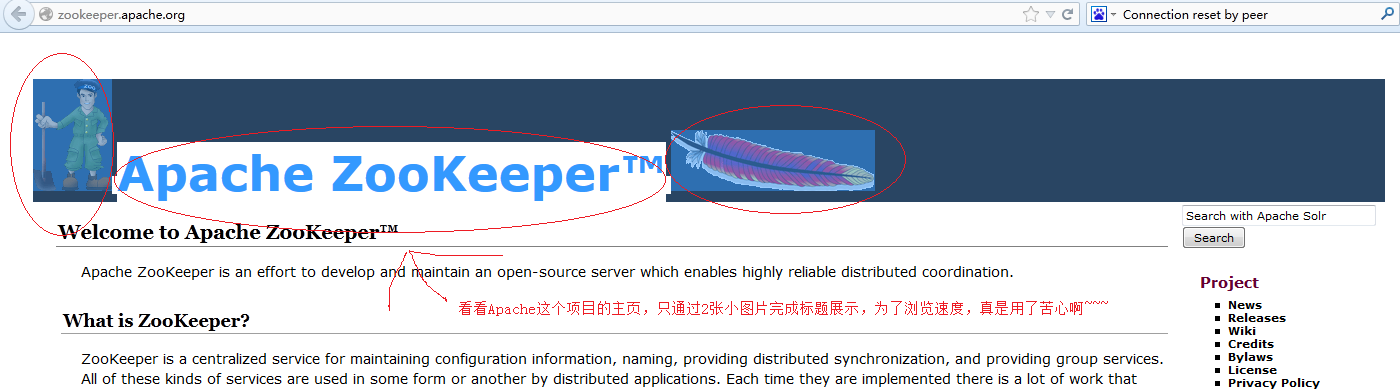 zookeeper.apache.org
Connection reset by peer
ZOO
Apache ZooKeeper™
Welcome to Apache ZooKeeper™
Search with Apache Solr
Search
Apache ZooKeeper is an effort to develop and maintain an open-source server which enables highly reliable distributed coordination.
看看Apache这个项目的主页，只通过2张小图片完成标题展示，为了浏览速度，真是用了苦心啊~~~
What is ZooKeeper?
ZooKeeper is a centralized service for maintaining configuration information, naming, providing distributed synchronization, and providing group services.
All of these kinds of services are used in some form or another by distributed applications. Each time they are implemented there is a lot of work that
Project
News
Releases
Wiki
Credits
Bylaws
License
Privacy Policy